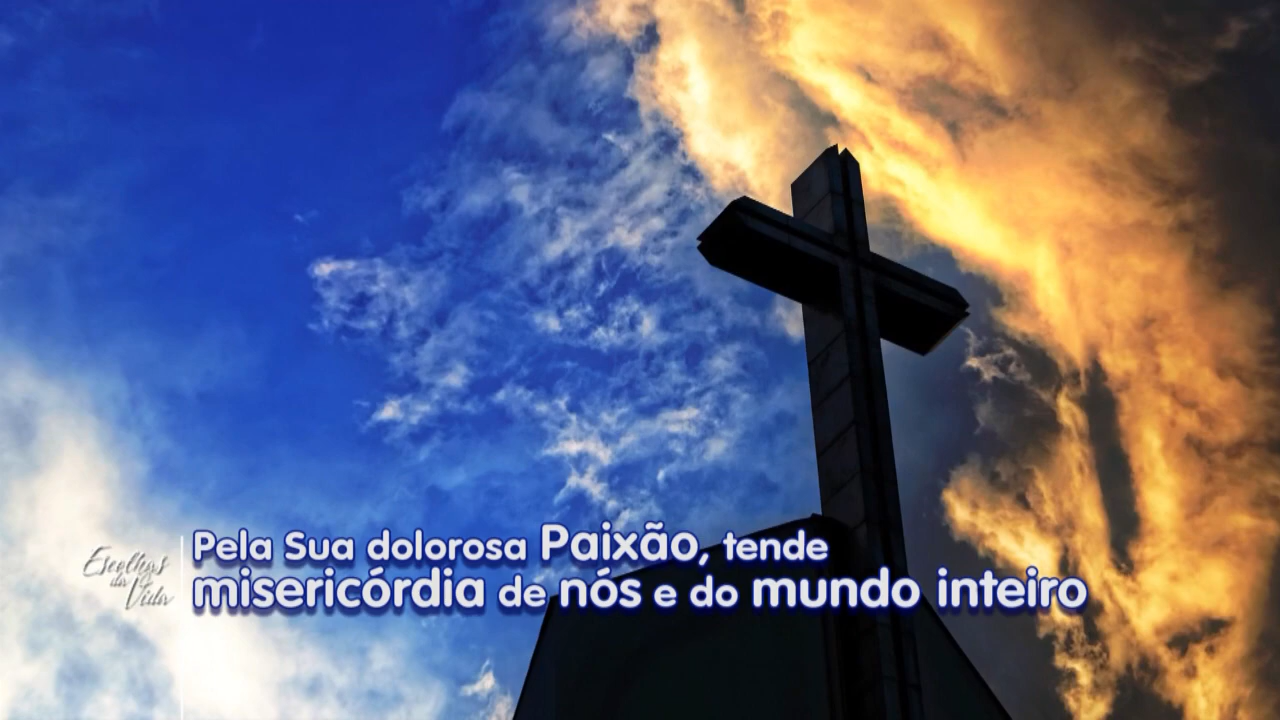 Escolhas
da Vida
Pela Sua dolorosa Paixão, tende
misericórdia de nós e do mundo inteiro